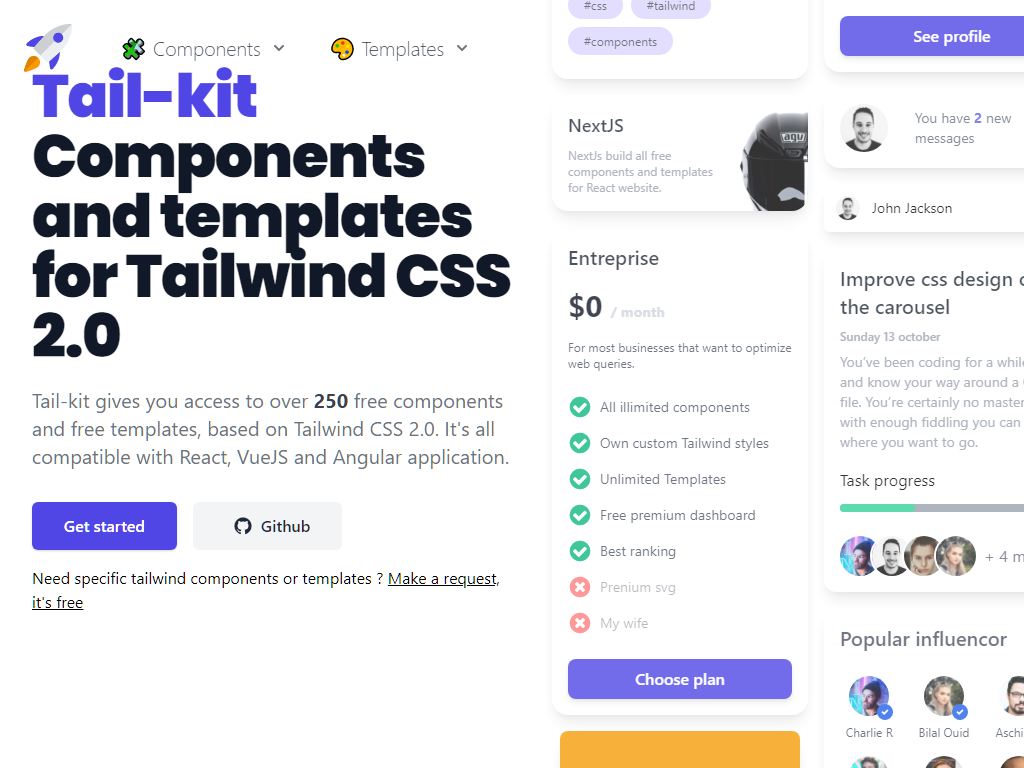 Components
Templates
Tail-kit
Components
and templates
for Tailwind CSS
2.0
Tail-kit gives you access to over 250 free components
and free templates, based on Tailwind CSS 2.0. It's all
compatible with React, VueJS and Angular application.
Get started
Github
Need specific tailwind components or templates ? Make a request,
it's free
#css
#tailwind
#components
NextJS
NextJs build all free
components and templates
for React website.
agu
Entreprise
$0 / month
For most businesses that want to optimize
web queries.
All illimited components
Own custom Tailwind styles
Unlimited Templates
Free premium dashboard
Best ranking
Prenium svg
My wife
Choose plan
See profile
You have 2 new
messages
John Jackson
Improve css design
the carousel
Sunday 13 october
You've been coding for a while
and know your way around a
file. You're certainly no master
with enough fiddling you can
where you want to go.
Task progress
+ 4 m
Popular influencor
Charlie R
Bilal Ouid
Aschi